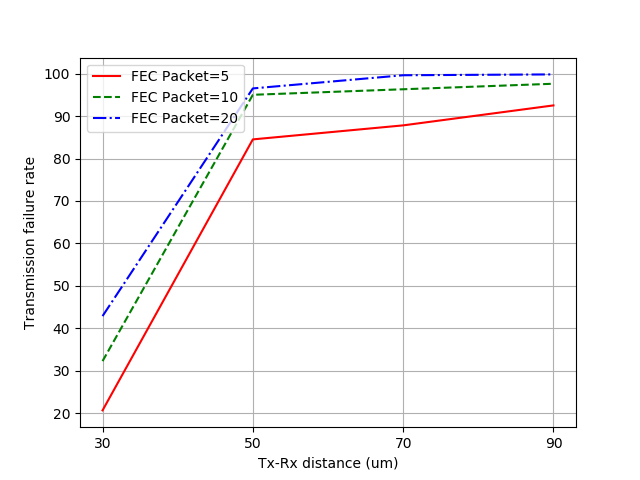 FEC Packet=5
FEC Packet=10
FEC Packet=20
100
90
80
70
60
50
40
30
20
Transmission failure rate
30 50 70 90
Tx-Rx distance (um)